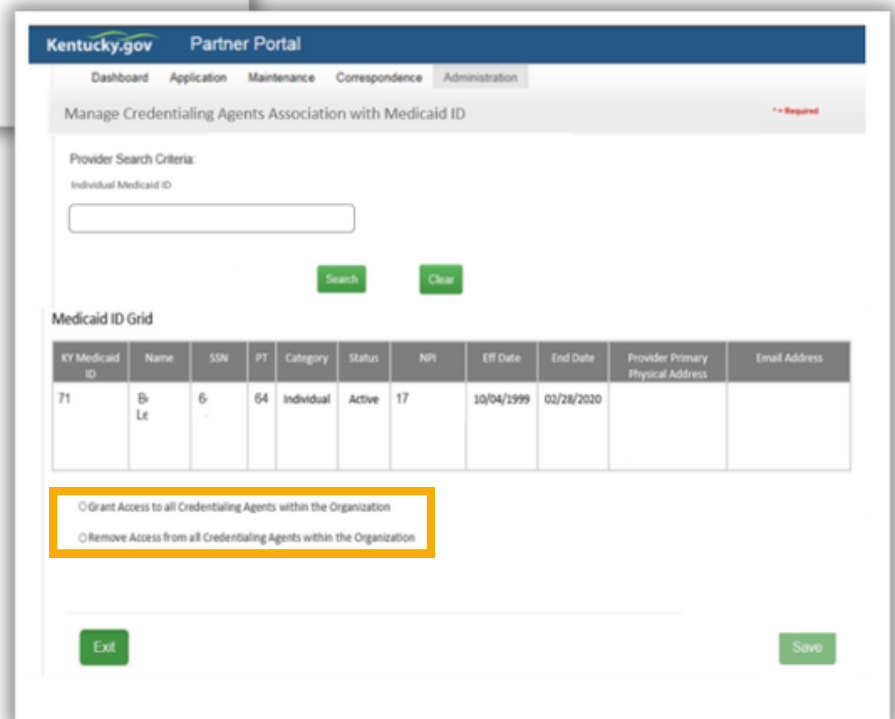 Kentucky.gov Partner Portal
Dashboard Application Maintenance Correspondence Administration
Manage Credentialing Agents Association with Medicaid ID
* = Required
Provider Search Criteria:
Individual Medicaid ID
Search Clear
Medicaid ID Grid
KY Medicaid ID Name SSN PT Category Status NPI Eff Date End Date Provider Primary Physical Address Email Address
71 6 64 Individual Active 17 10/04/1999 02/28/2020
Grant Access to all Credentialing Agents within the Organization
Remove Access from all Credentialing Agents within the Organization
Exit Save